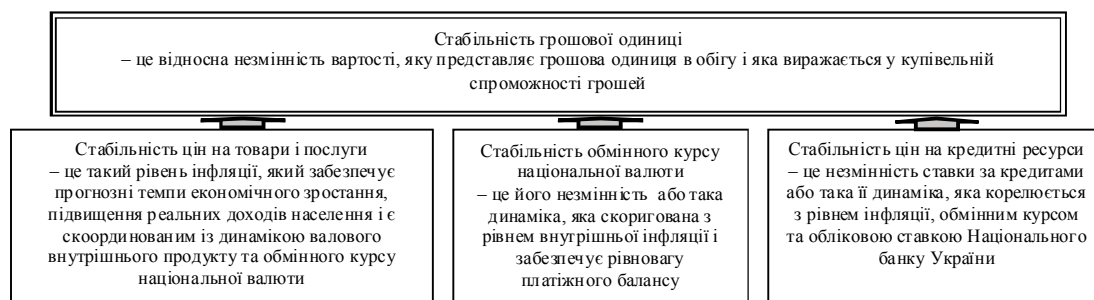 Стабільність грошової одиниці
– це відносна незмінність вартості, яку представляє грошова одиниця в обігу і яка виражається у купівельній
спроможності грошей
Стабільність цін на товари і послуги
– це такий рівень інфляції, який забезпечує
прогнозні темпи економічного зростання,
підвищення реальних доходів населення і є
скоординованим із динамікою валового
внутрішнього продукту та обмінного курсу
національної валюти
Стабільність обмінного курсу
національної валюти
– це його незмінність або така
динаміка, яка скоригована з
рівнем внутрішньої інфляції і
забезпечує рівновагу
платіжного балансу
Стабільність цін на кредитні ресурси
– це незмінність ставки за кредитами
або така її динаміка, яка корелюється
з рівнем інфляції, обмінним курсом
та обліковою ставкою Національного
банку України